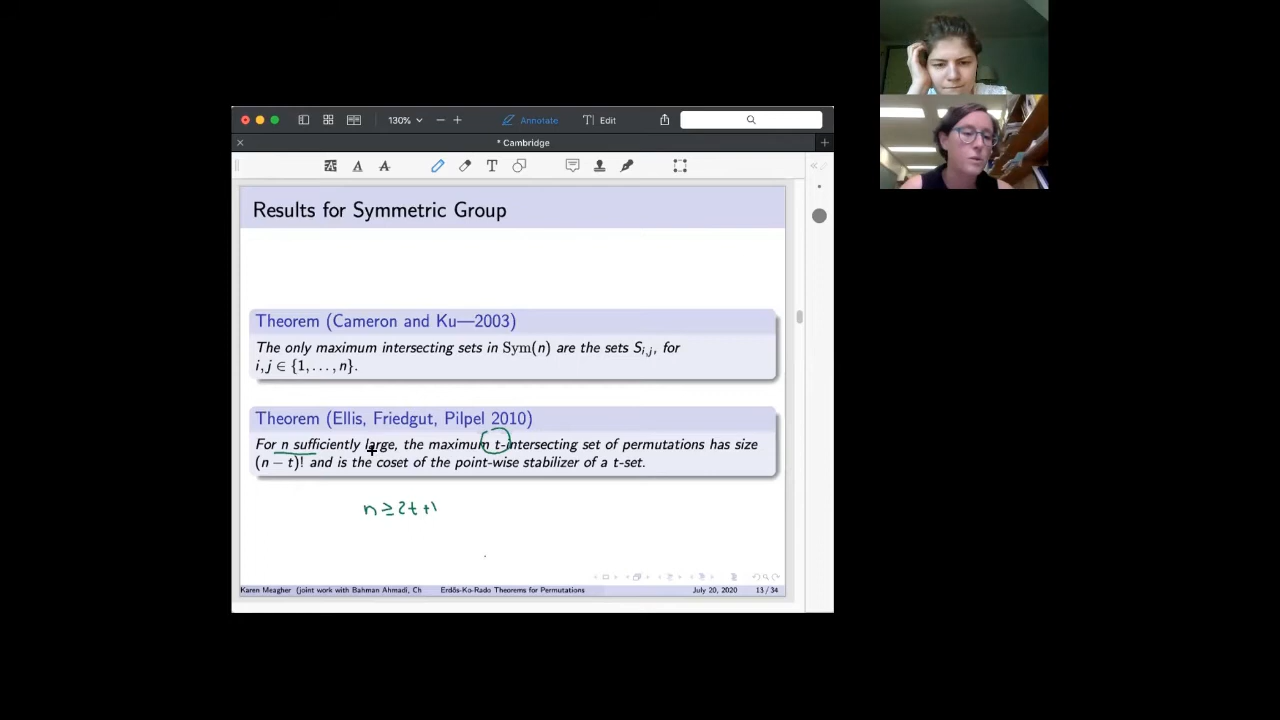 130%
Annotate
Edit
* Cambridge
Results for Symmetric Group
Theorem (Cameron and Ku—2003)
The only maximum intersecting sets in Sym(n) are the sets S_{i,j}, for
i, j ∈ {1, . . . , n}.
Theorem (Ellis, Friedgut, Pilpel 2010)
For n sufficiently large, the maximum t-intersecting set of permutations has size
(n − t)! and is the coset of the point-wise stabilizer of a t-set.
n ≥ 2t+1
Karen Meagher (joint work with Bahman Ahmadi, Ch
Erdős-Ko-Rado Theorems for Permutations
July 20, 2020
13 / 34